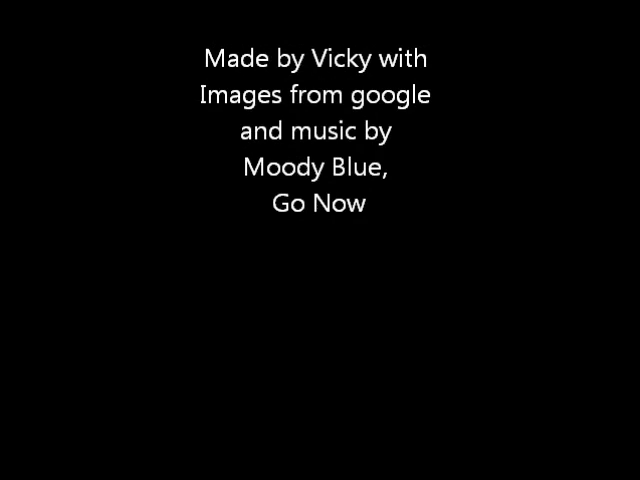 Made by Vicky with
Images from google
and music by
Moody Blue,
Go Now